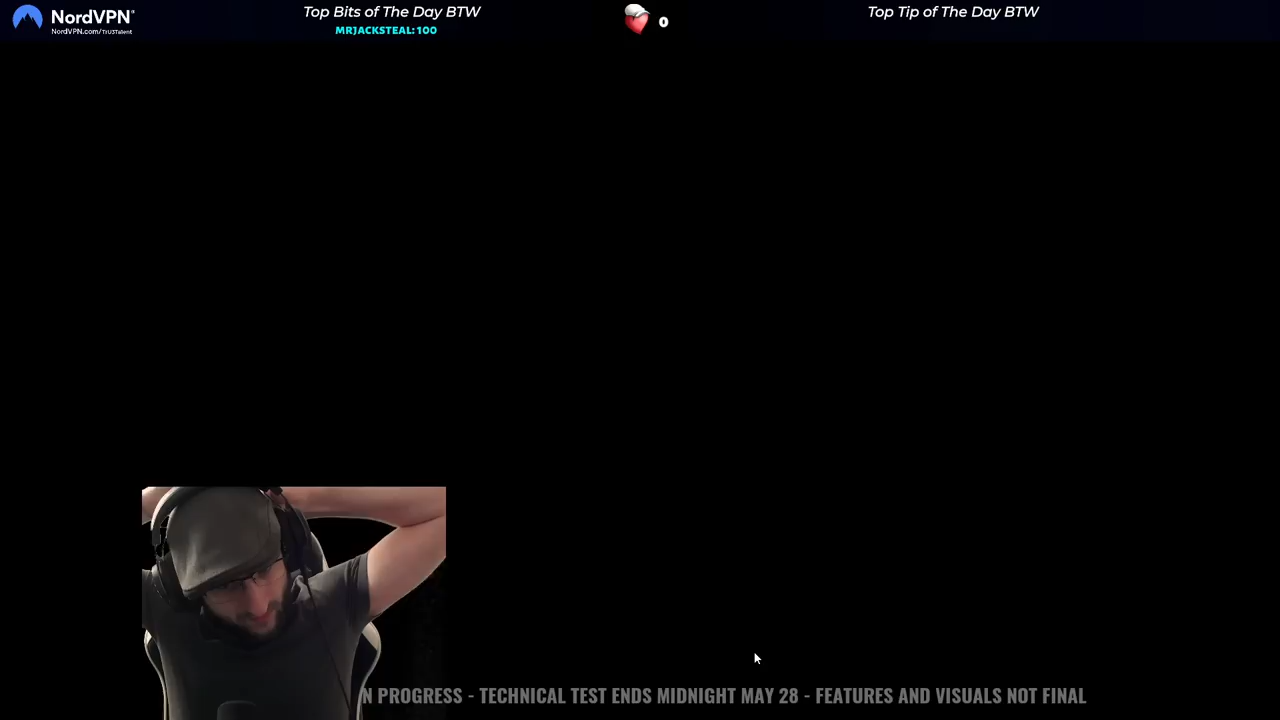 NordVPN®
NordVPN.com/Tru3Talent
Top Bits of The Day BTW
MRJACKSTEAL: 100
0
Top Tip of The Day BTW
N PROGRESS - TECHNICAL TEST ENDS MIDNIGHT MAY 28 - FEATURES AND VISUALS NOT FINAL